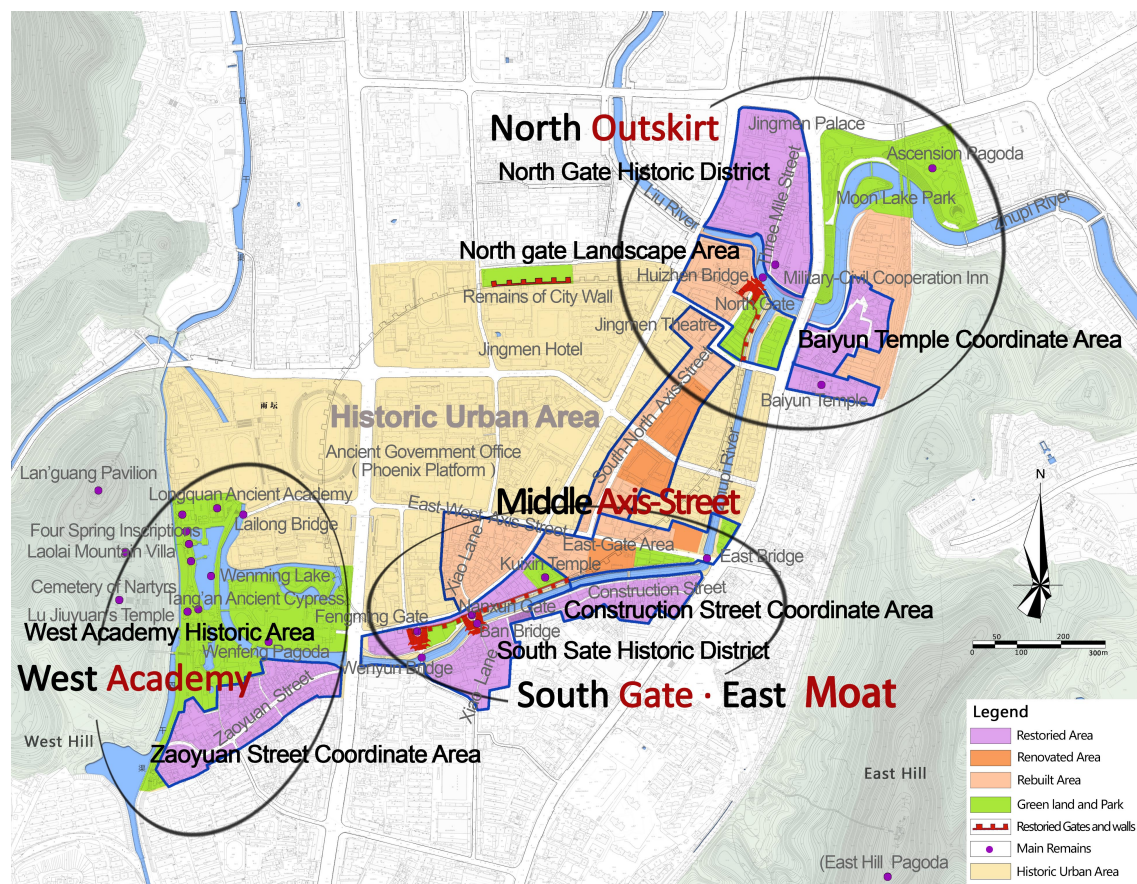 Jingmen Palace
North Outskirt
Ascension Pagoda
North Gate Historic District
Three Mile Street
Moon Lake Park
Liu River
Zhupi River
North gate Landscape Area
Huizhen Bridge
Military-Civil Cooperation Inn
Remains of City Wall
North Gate
Jingmen Theatre
Baiyun Temple Coordinate Area
Jingmen Hotel
South-North Axis-Street
Baiyun Temple
Historic Urban Area
Ancient Government Office
( Phoenix Platform )
Zhupi River
Lan'guang Pavilion
Longquan Ancient Academy
Middle Axis-Street
East-West Axis Street
Four Spring Inscriptions
Lailong Bridge
Laolai Mountain Villa
Xiao Lane
East-Gate Area
East Bridge
Kuixin Temple
Wenming Lake
Cemetery of Martyrs
Tang'an Ancient Cypress
Construction Street
Lu Jiuyuan's Temple
Fengming Gate
Nanxun Gate
Construction Street Coordinate Area
West Academy Historic Area
Ban Bridge
Wenfeng Pagoda
South Sate Historic District
Wenyun Bridge
West Academy
Xiao Lane
South Gate · East Moat
Zaoyuan Street
West Hill
Zaoyuan Street Coordinate Area
East Hill
(East Hill Pagoda
N
50 200
0 100 300m
Legend
Restoried Area
Renovated Area
Rebuilt Area
Green land and Park
Restoried Gates and walls
Main Remains
Historic Urban Area